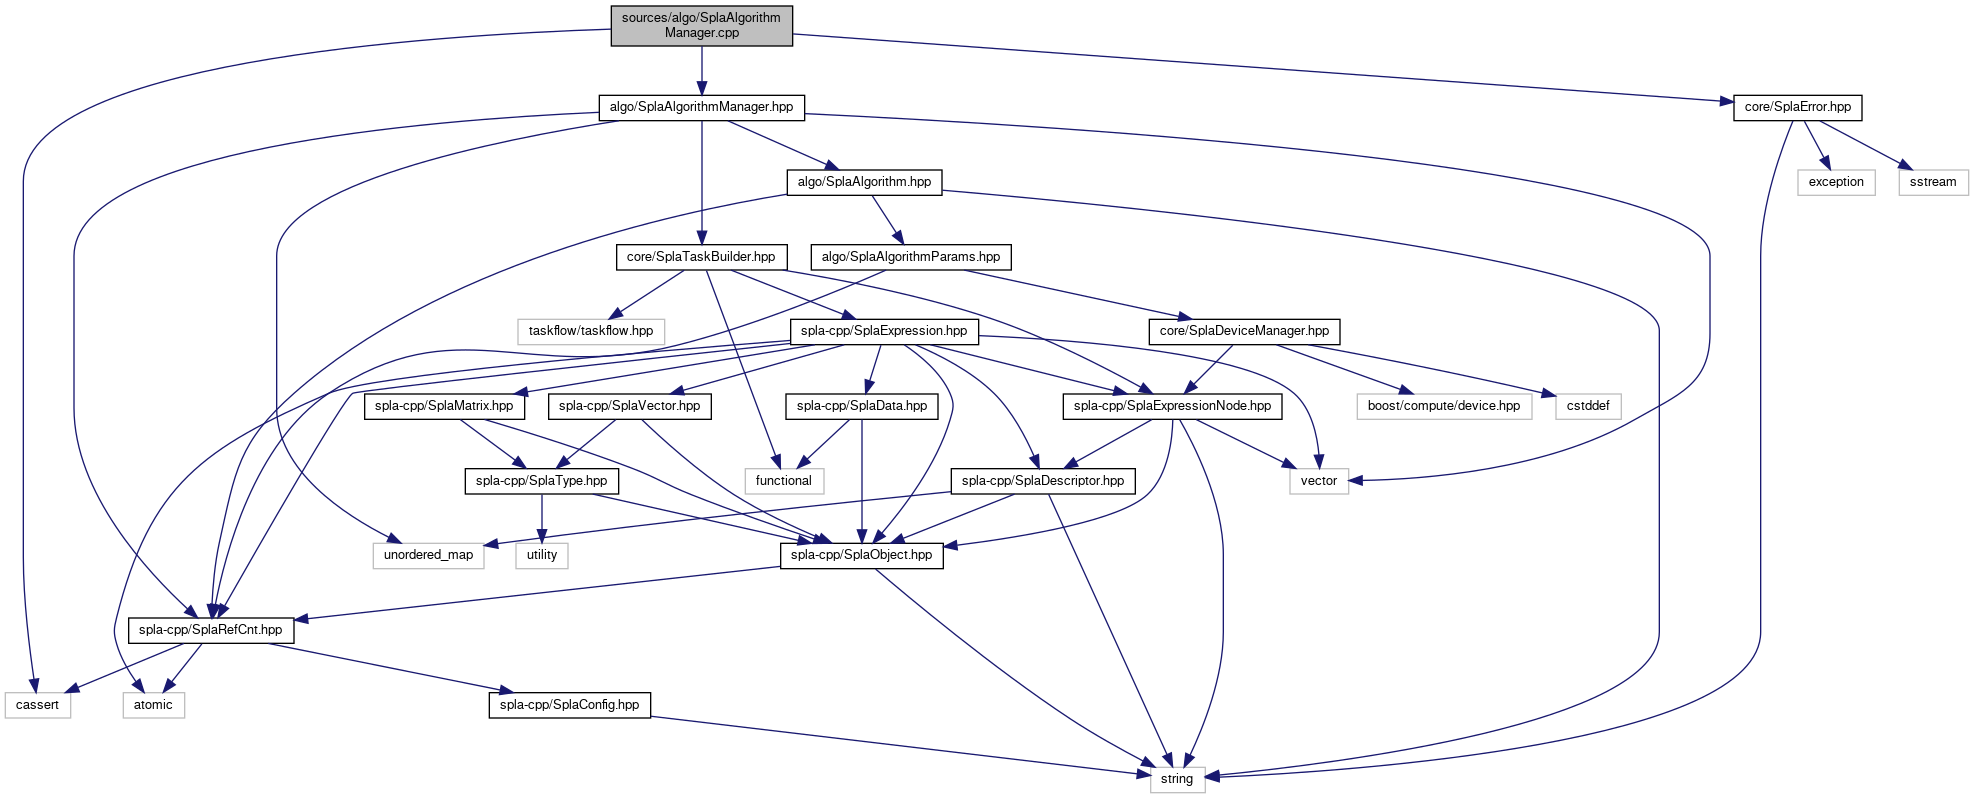 sources/algo/SplaAlgorithm
Manager.cpp
algo/SplaAlgorithmManager.hpp
core/SplaError.hpp
algo/SplaAlgorithm.hpp
exception
sstream
core/SplaTaskBuilder.hpp
algo/SplaAlgorithmParams.hpp
taskflow/taskflow.hpp
spla-cpp/SplaExpression.hpp
core/SplaDeviceManager.hpp
spla-cpp/SplaMatrix.hpp
spla-cpp/SplaVector.hpp
spla-cpp/SplaData.hpp
spla-cpp/SplaExpressionNode.hpp
boost/compute/device.hpp
cstddef
spla-cpp/SplaType.hpp
functional
spla-cpp/SplaDescriptor.hpp
vector
unordered_map
utility
spla-cpp/SplaObject.hpp
spla-cpp/SplaRefCnt.hpp
cassert
atomic
spla-cpp/SplaConfig.hpp
string